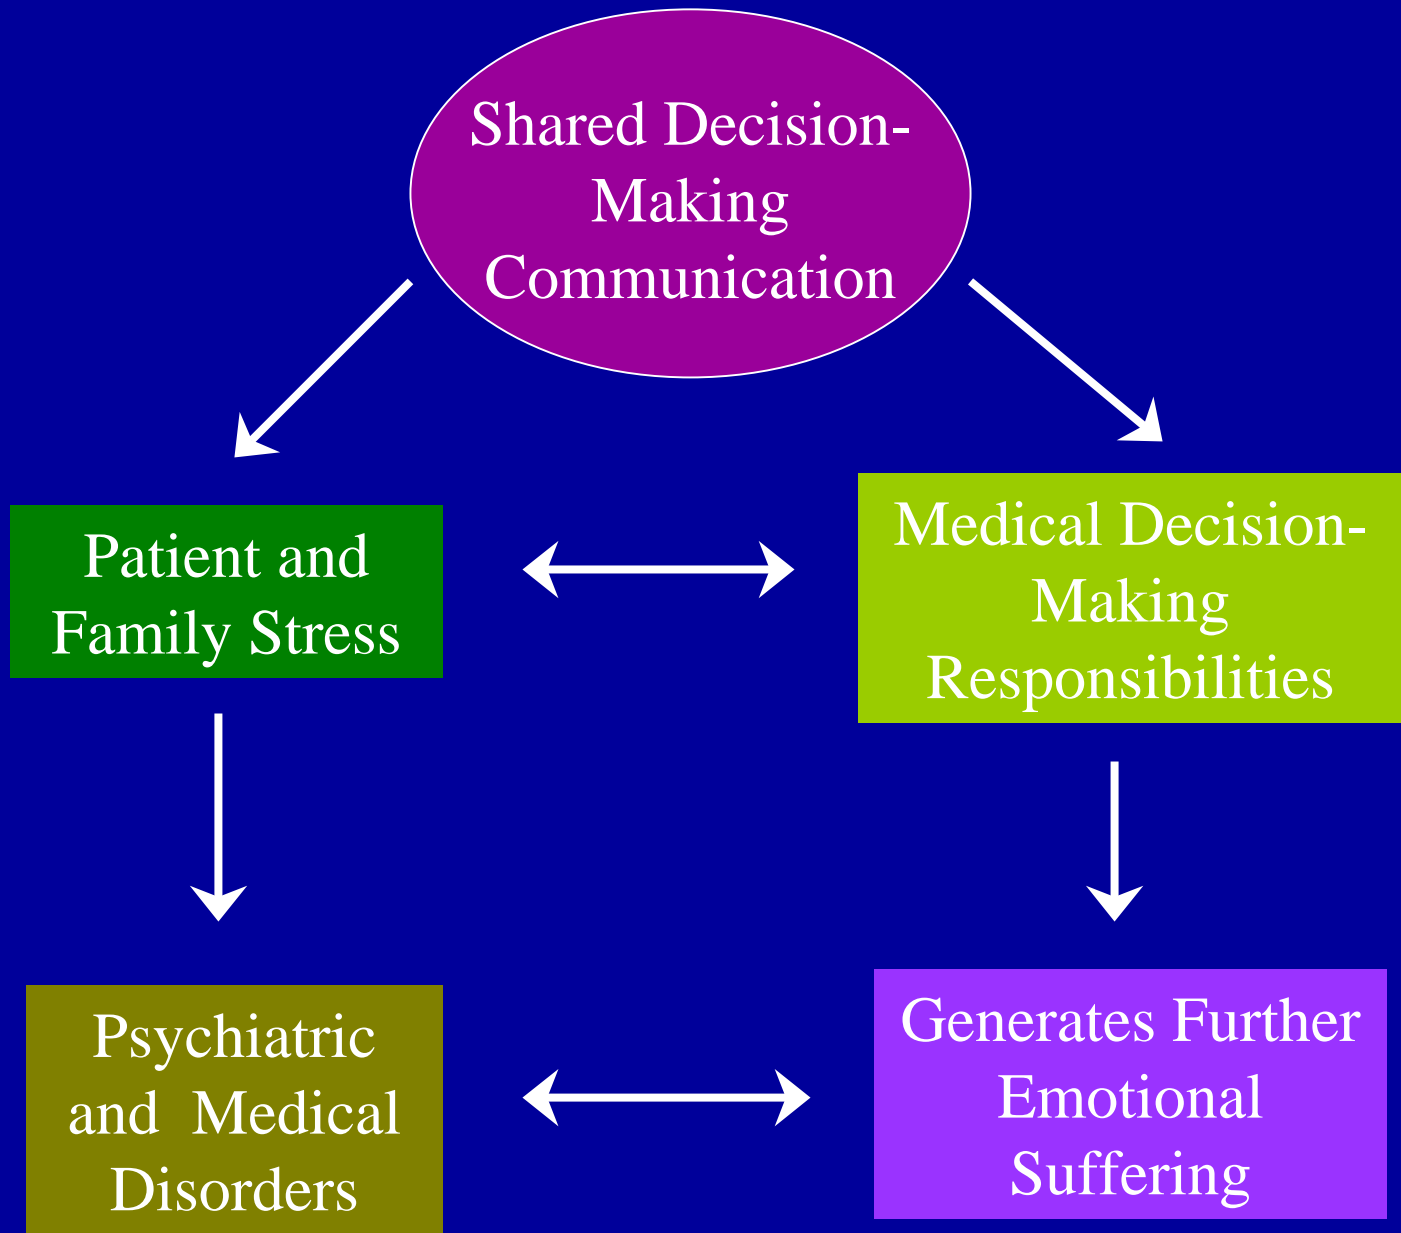 Shared Decision-
Making
Communication
Patient and
Family Stress
Medical Decision-
Making
Responsibilities
Psychiatric
and  Medical
Disorders
Generates Further
Emotional
Suffering